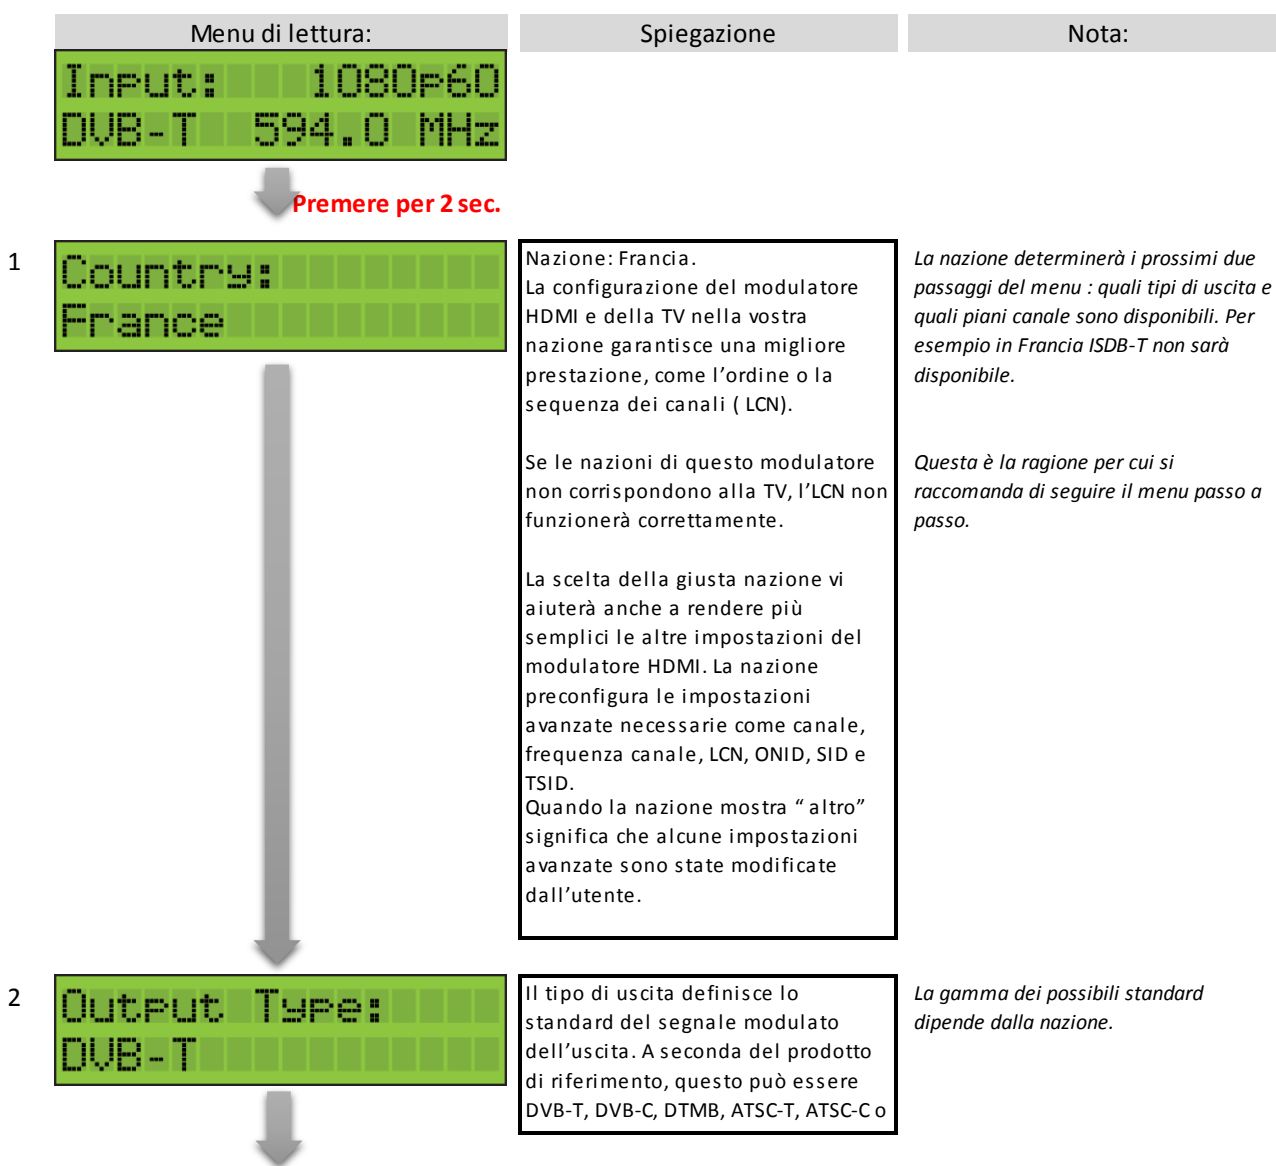 Menu di lettura:
Spiegazione
Nota:
Input: 1080p60
DVB-T 594.0 MHz
Premere per 2 sec.
1
Country:
France
Nazione: Francia.
La configurazione del modulatore
HDMI e della TV nella vostra
nazione garantisce una migliore
prestazione, come l’ordine o la
sequenza dei canali ( LCN).
Se le nazioni di questo modulatore
non corrispondono alla TV, l’LCN non
funzionerà correttamente.
La scelta della giusta nazione vi
aiuterà anche a rendere più
semplici le altre impostazioni del
modulatore HDMI. La nazione
preconfigura le impostazioni
avanzate necessarie come canale,
frequenza canale, LCN, ONID, SID e
TSID.
Quando la nazione mostra “ altro”
significa che alcune impostazioni
avanzate sono state modificate
dall’utente.
La nazione determinerà i prossimi due
passaggi del menu : quali tipi di uscita e
quali piani canale sono disponibili. Per
esempio in Francia ISDB-T non sarà
disponibile.
Questa è la ragione per cui si
raccomanda di seguire il menu passo a
passo.
2
Output Type:
DVB-T
Il tipo di uscita definisce lo
standard del segnale modulato
dell’uscita. A seconda del prodotto
di riferimento, questo può essere
DVB-T, DVB-C, DTMB, ATSC-T, ATSC-C o
La gamma dei possibili standard
dipende dalla nazione.